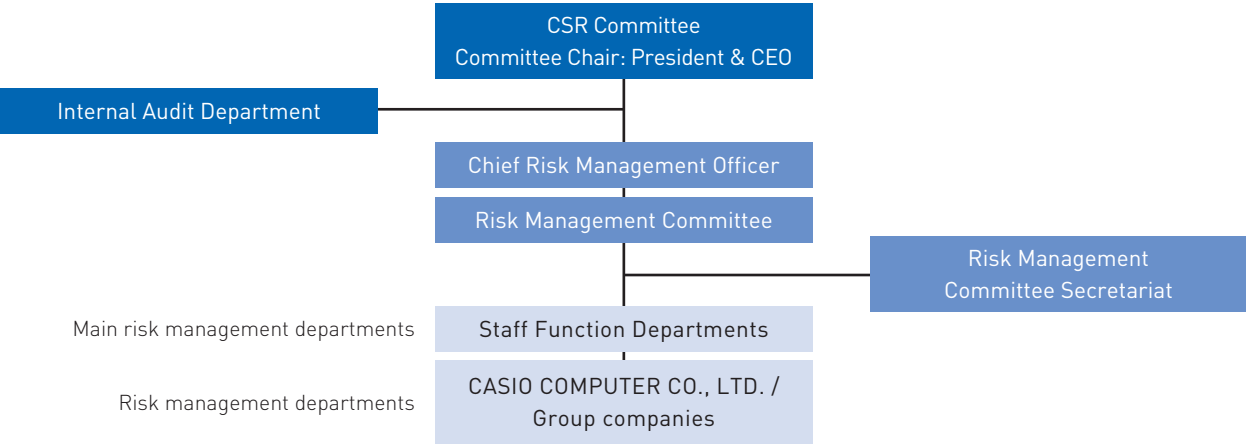 CSR Committee
Committee Chair: President & CEO
Internal Audit Department
Chief Risk Management Officer
Risk Management Committee
Risk Management
Committee Secretariat
Main risk management departments
Staff Function Departments
Risk management departments
CASIO COMPUTER CO., LTD. /
Group companies